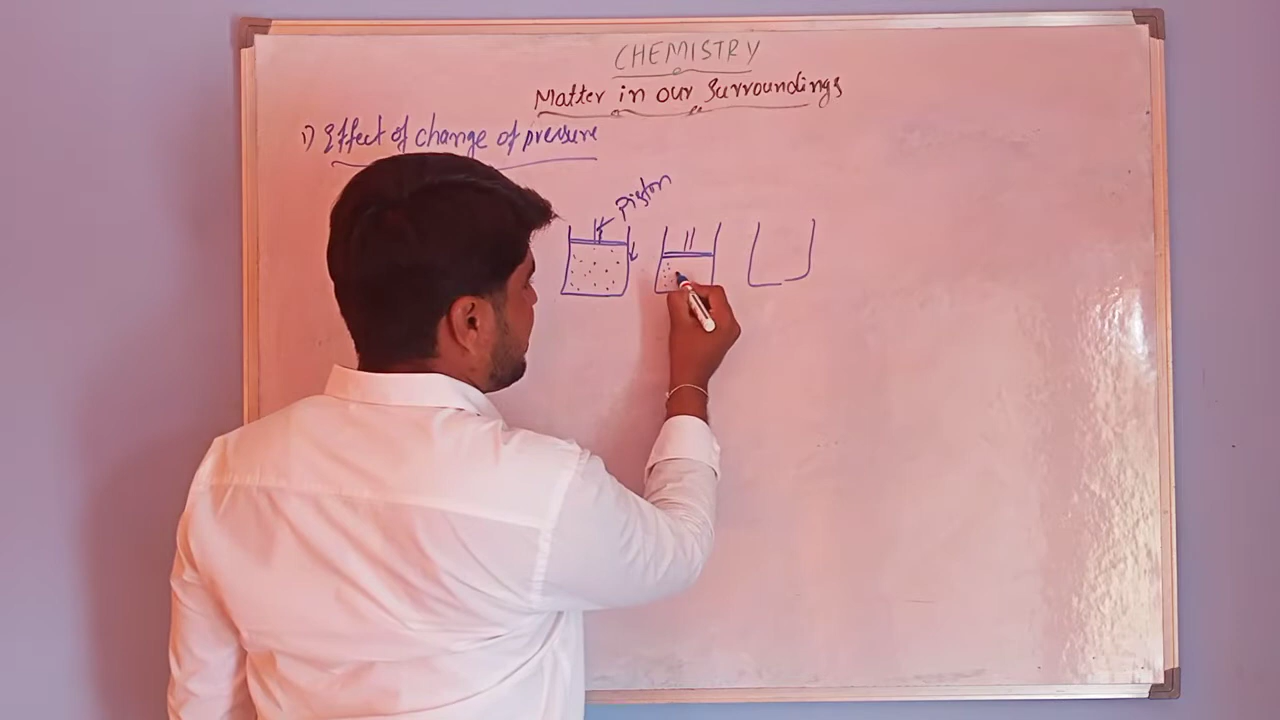 CHEMISTRY
Matter in our Surroundings
1) Effect of change of pressure
Piston